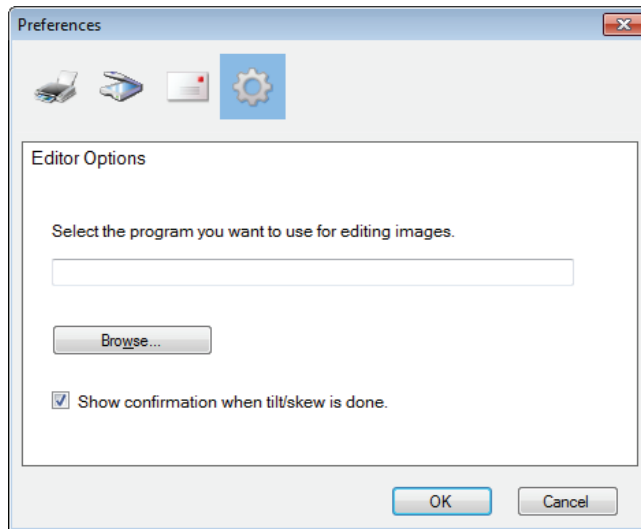 Preferences
Editor Options
Select the program you want to use for editing images.
Browse...
Show confirmation when tilt/skew is done.
OK
Cancel